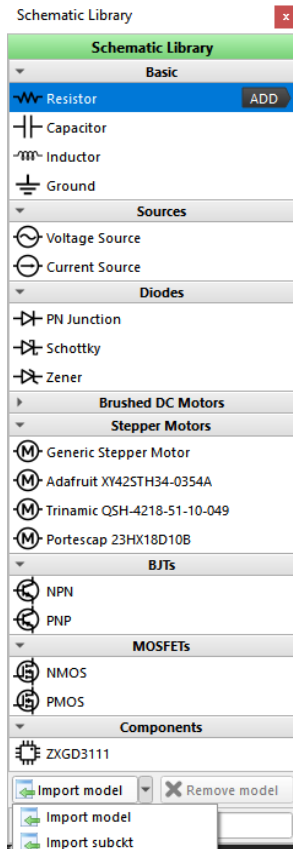 Schematic Library
x
Schematic Library
Basic
Resistor ADD
Capacitor
Inductor
Ground
Sources
Voltage Source
Current Source
Diodes
PN Junction
Schottky
Zener
Brushed DC Motors
Stepper Motors
M Generic Stepper Motor
M Adafruit XY42STH34-0354A
M Trinamic QSH-4218-51-10-049
M Portescap 23HX18D10B
BJTs
NPN
PNP
MOSFETs
NMOS
PMOS
Components
ZXGD3111
Import model Remove model
Import model
Import subckt